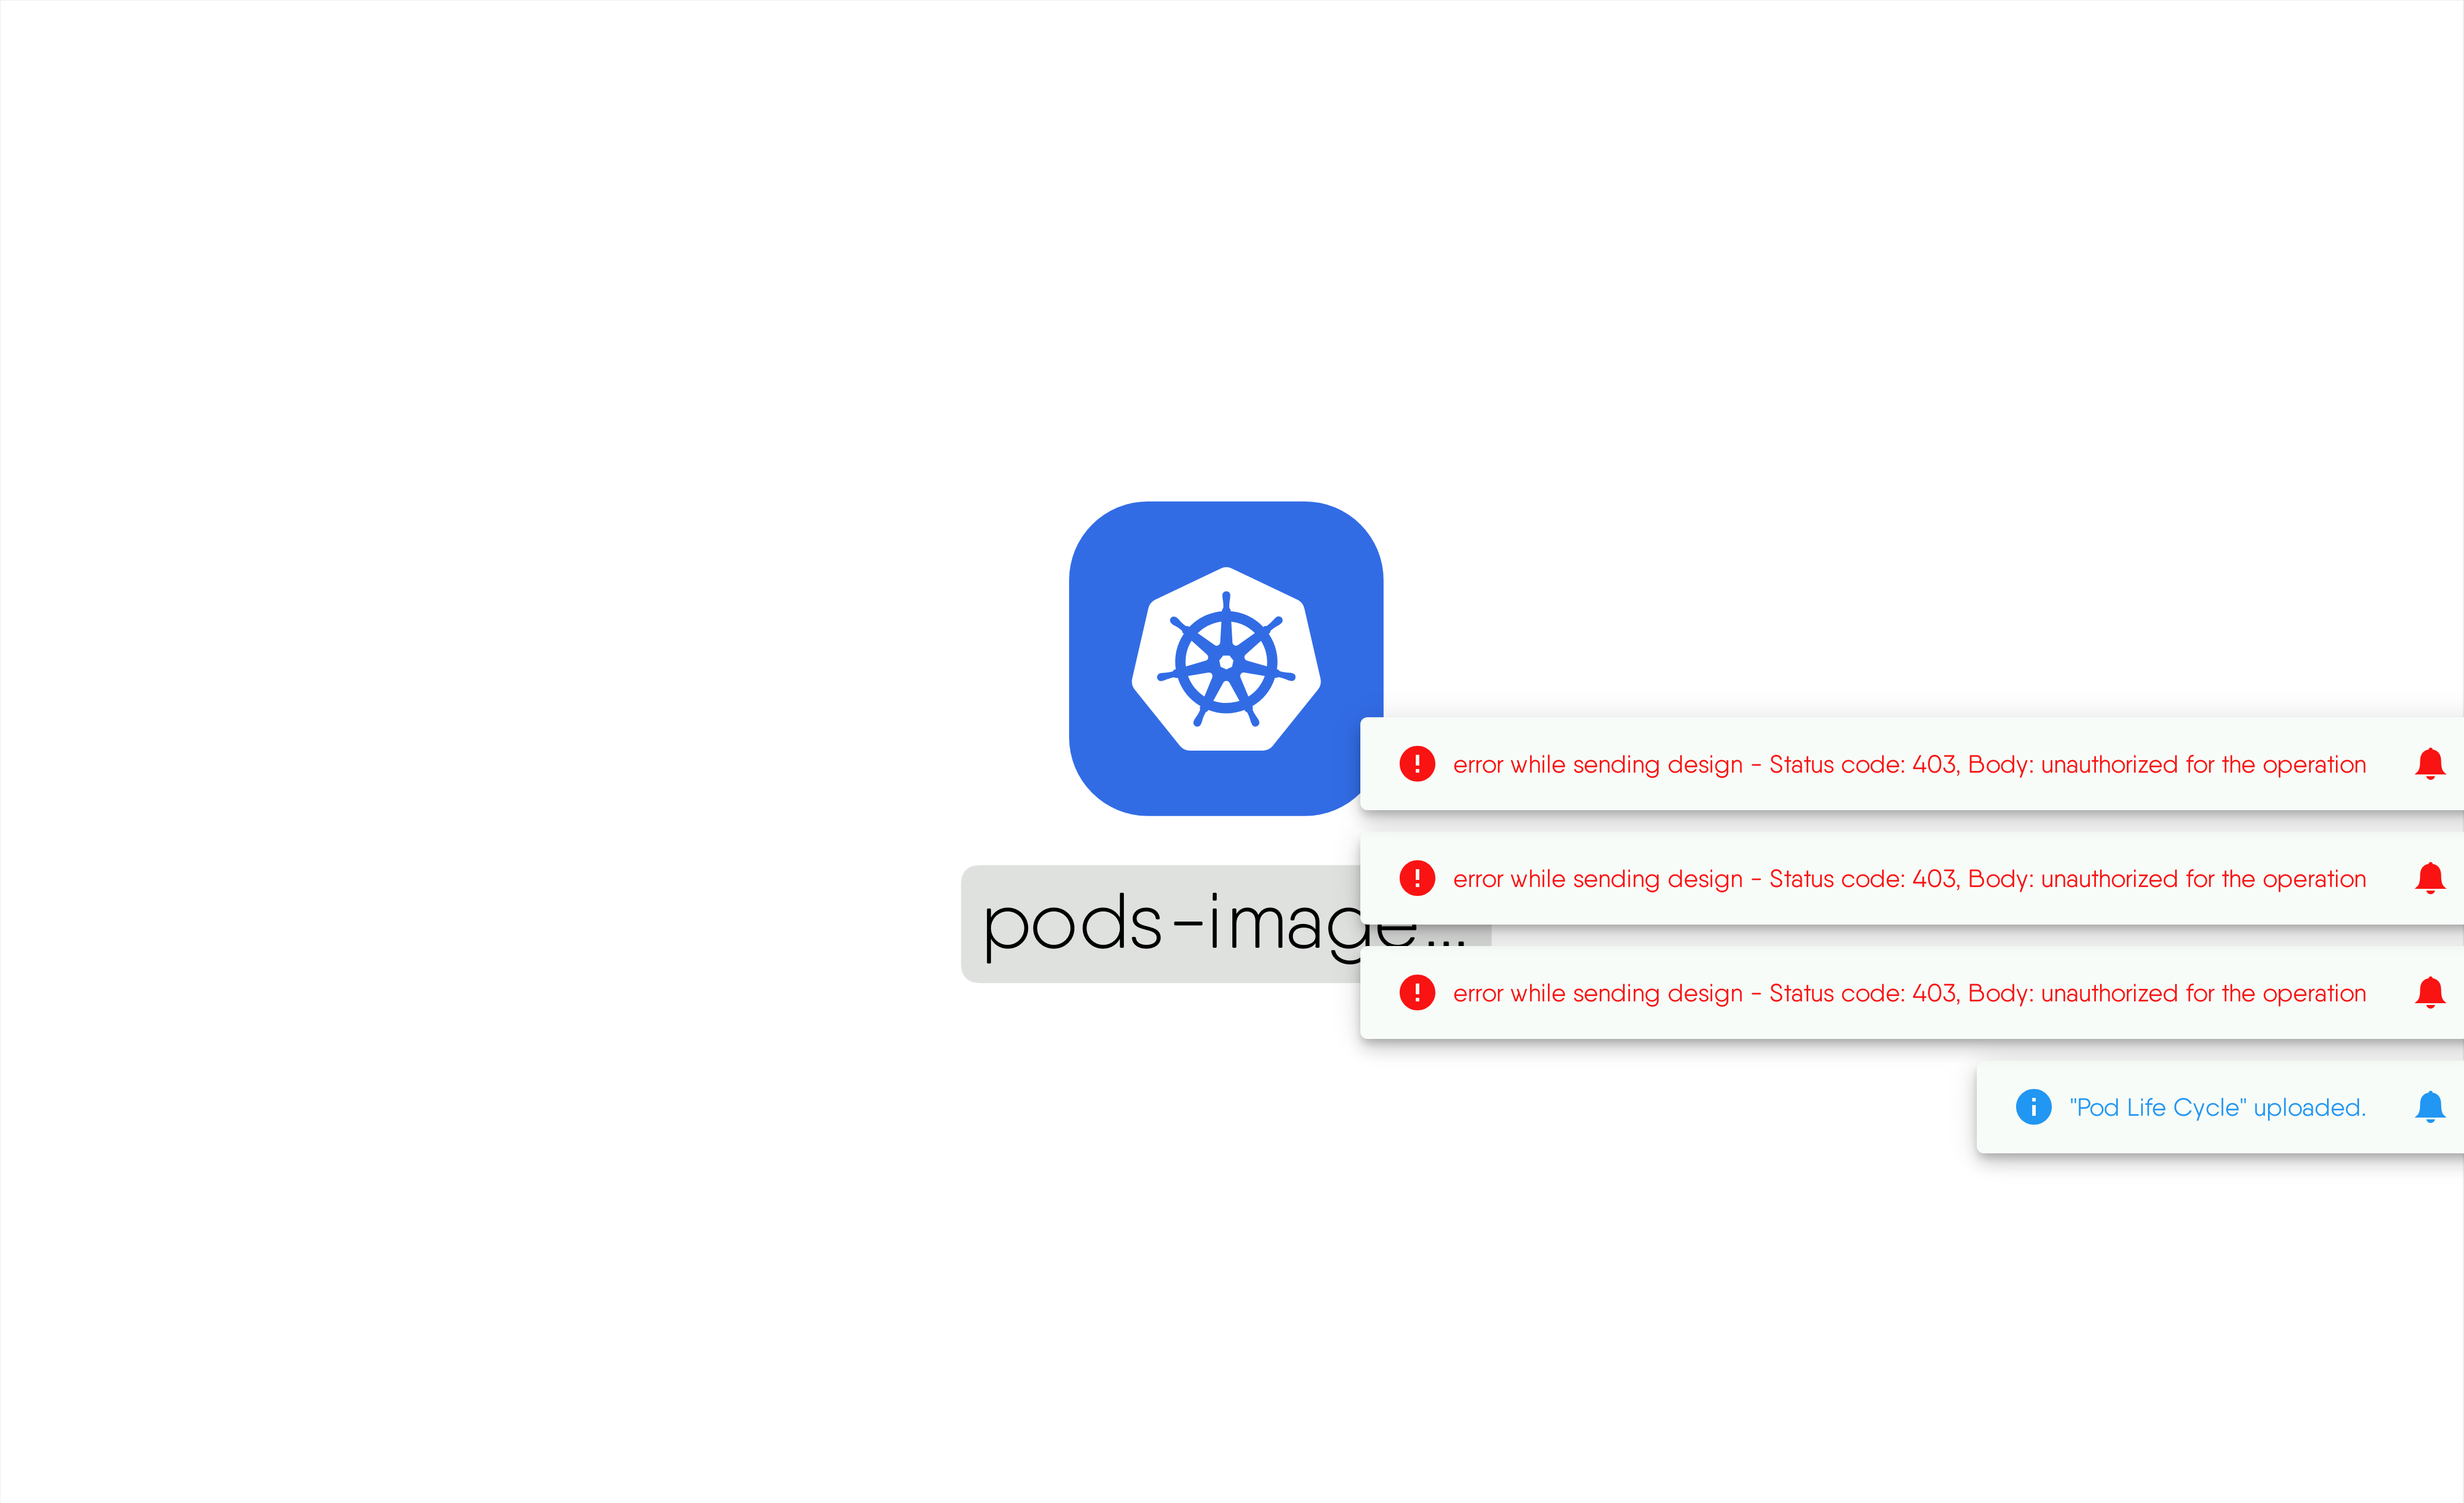 error while sending design - Status code: 403, Body: unauthorized for the operation
error while sending design - Status code: 403, Body: unauthorized for the operation
pods-image...
error while sending design - Status code: 403, Body: unauthorized for the operation
"Pod Life Cycle" uploaded.